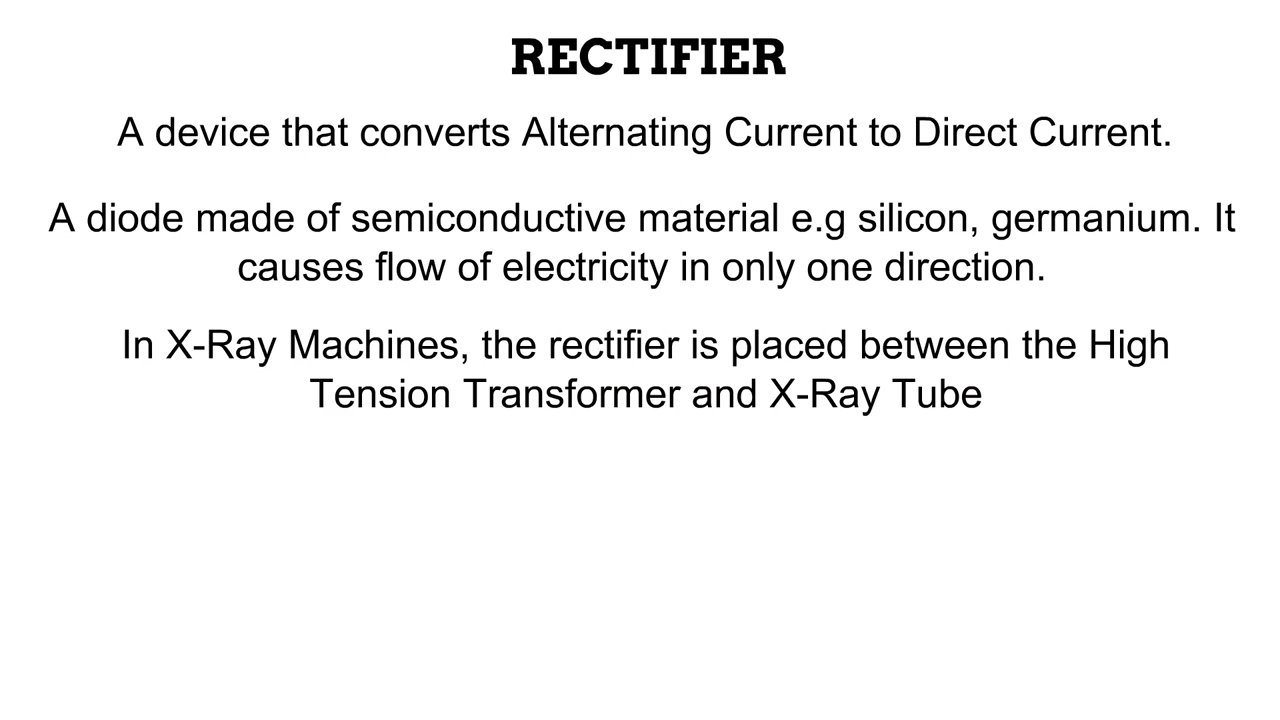 RECTIFIER
A device that converts Alternating Current to Direct Current.
A diode made of semiconductive material e.g silicon, germanium. It
causes flow of electricity in only one direction.
In X-Ray Machines, the rectifier is placed between the High
Tension Transformer and X-Ray Tube